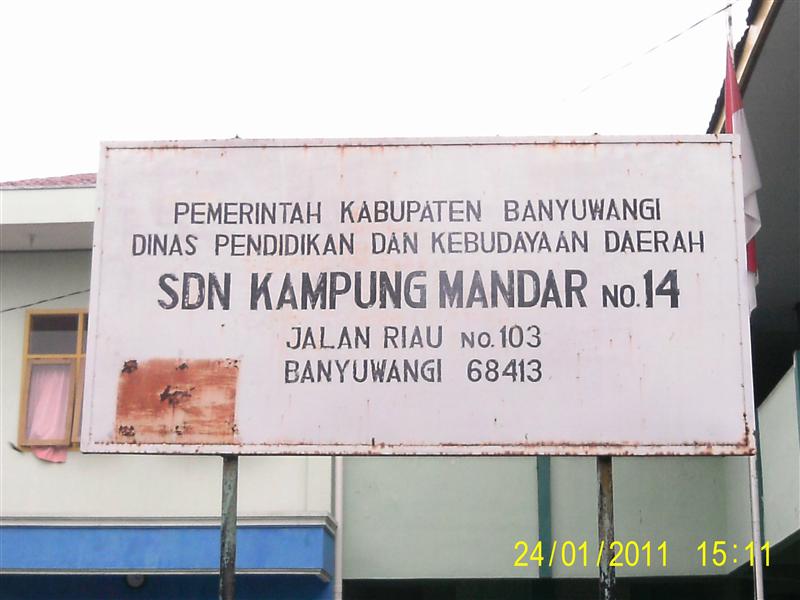 PEMERINTAH KABUPATEN BANYUWANGI
DINAS PENDIDIKAN DAN KEBUDAYAAN DAERAH
SDN KAMPUNG MANDAR NO.14
JALAN RIAU NO.103
BANYUWANGI 68413
24/01/2011 15:11